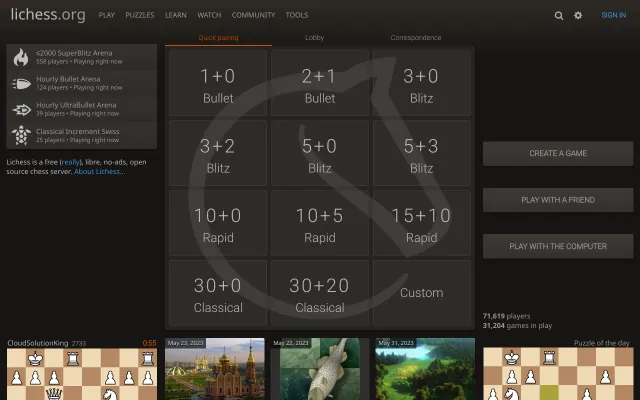 lichess.org PLAY PUZZLES LEARN WATCH COMMUNITY TOOLS SIGN IN
Quick pairing Lobby Correspondence
≤2000 SuperBlitz Arena
558 players • Playing right now
Hourly Bullet Arena
124 players • Playing right now
Hourly UltraBullet Arena
39 players • Playing right now
Classical Increment Swiss
25 players • Playing right now
Lichess is a free (really), libre, no-ads, open
source chess server. About Lichess...
1+0 2+1 3+0
Bullet Bullet Blitz
3+2 5+0 5+3
Blitz Blitz Blitz
10+0 10+5 15+10
Rapid Rapid Rapid
30+0 30+20 Custom
Classical Classical
CREATE A GAME
PLAY WITH A FRIEND
PLAY WITH THE COMPUTER
71,619 players
31,204 games in play
CloudSolutionKing 2733 0:55
May 23, 2023 May 22, 2023 May 31, 2023
Puzzle of the day